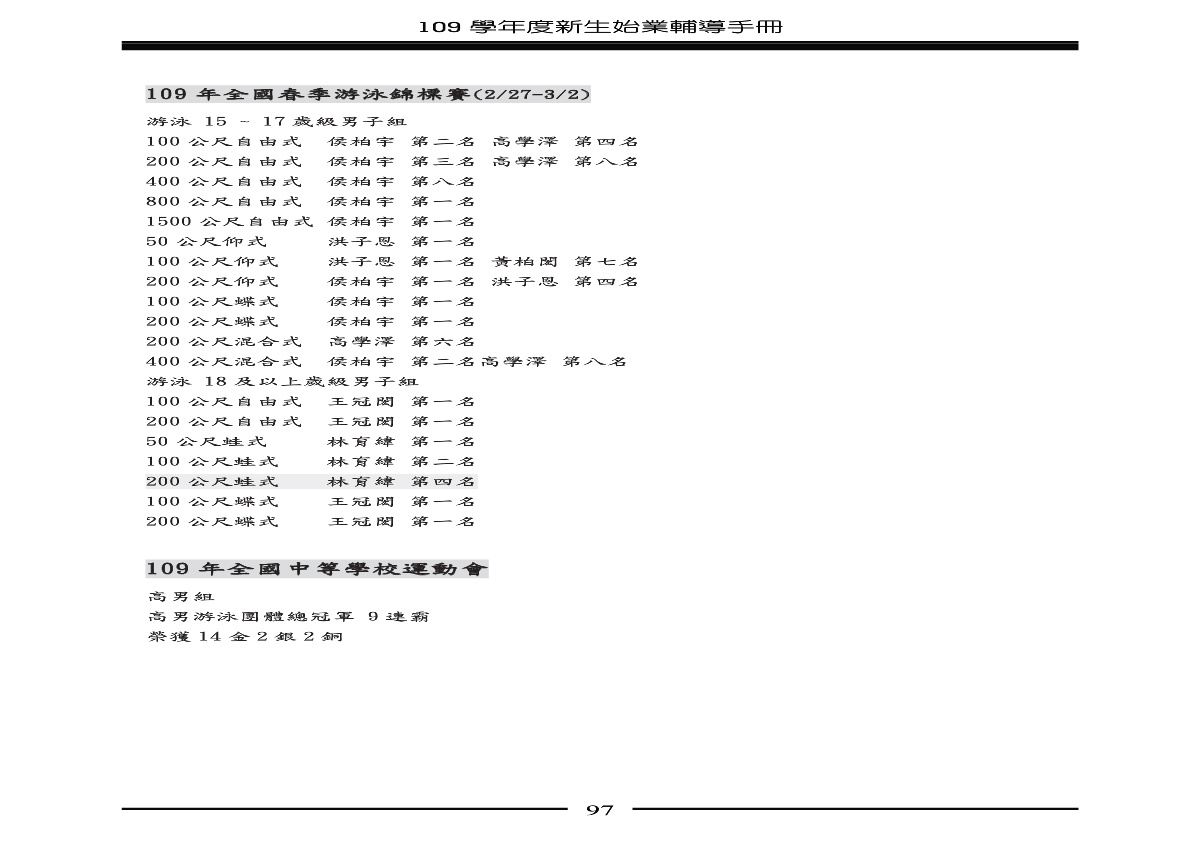 109 學年度新生始業輔導手冊
109 年全國春季游泳錦標賽(2/27-3/2)
游泳 15 ~ 17 歲級男子組
100 公尺自由式 侯柏宇 第二名 高學澤 第四名
200 公尺自由式 侯柏宇 第三名 高學澤 第八名
400 公尺自由式 侯柏宇 第八名
800 公尺自由式 侯柏宇 第一名
1500 公尺自由式 侯柏宇 第一名
50 公尺仰式 洪子恩 第一名
100 公尺仰式 洪子恩 第一名 黃柏閎 第七名
200 公尺仰式 侯柏宇 第一名 洪子恩 第四名
100 公尺蝶式 侯柏宇 第一名
200 公尺蝶式 侯柏宇 第一名
200 公尺混合式 高學澤 第六名
400 公尺混合式 侯柏宇 第二名高學澤 第八名
游泳 18 及以上歲級男子組
100 公尺自由式 王冠閎 第一名
200 公尺自由式 王冠閎 第一名
50 公尺蛙式 林育緯 第一名
100 公尺蛙式 林育緯 第二名
200 公尺蛙式 林育緯 第四名
100 公尺蝶式 王冠閎 第一名
200 公尺蝶式 王冠閎 第一名
109 年全國中等學校運動會
高男組
高男游泳團體總冠軍 9 連霸
榮獲 14 金 2 銀 2 銅
97